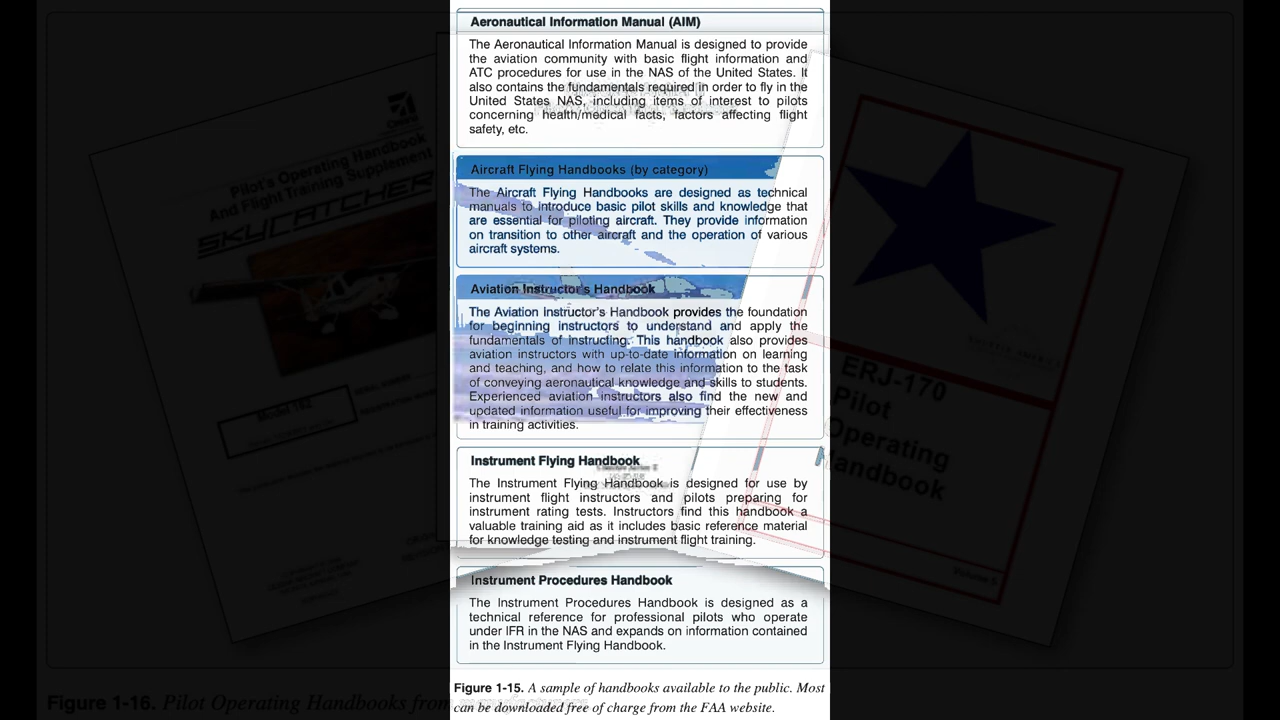 Aeronautical Information Manual (AIM)
The Aeronautical Information Manual is designed to provide
the aviation community with basic flight information and
ATC procedures for use in the NAS of the United States. It
also contains the fundamentals required in order to fly in the
United States NAS, including items of interest to pilots
concerning health/medical facts, factors affecting flight
safety, etc.
Aircraft Flying Handbooks (by category)
The Aircraft Flying Handbooks are designed as technical
manuals to introduce basic pilot skills and knowledge that
are essential for piloting aircraft. They provide information
on transition to other aircraft and the operation of various
aircraft systems.
Aviation Instructor's Handbook
The Aviation Instructor's Handbook provides the foundation
for beginning instructors to understand and apply the
fundamentals of instructing. This handbook also provides
aviation instructors with up-to-date information on learning
and teaching, and how to relate this information to the task
of conveying aeronautical knowledge and skills to students.
Experienced aviation instructors also find the new and
updated information useful for improving their effectiveness
in training activities.
Instrument Flying Handbook
The Instrument Flying Handbook is designed for use by
instrument flight instructors and pilots preparing for
instrument rating tests. Instructors find this handbook a
valuable training aid as it includes basic reference material
for knowledge testing and instrument flight training.
Instrument Procedures Handbook
The Instrument Procedures Handbook is designed as a
technical reference for professional pilots who operate
under IFR in the NAS and expands on information contained
in the Instrument Flying Handbook.
Figure 1-15. A sample of handbooks available to the public. Most
can be downloaded free of charge from the FAA website.
Pilot's Operating Handbook
And Flight Training Supplement
SKYCATCHER
Model 162
ERJ-170
Pilot
Operating
Handbook
Volume 5
Figure 1-16. Pilot Operating Handbooks from